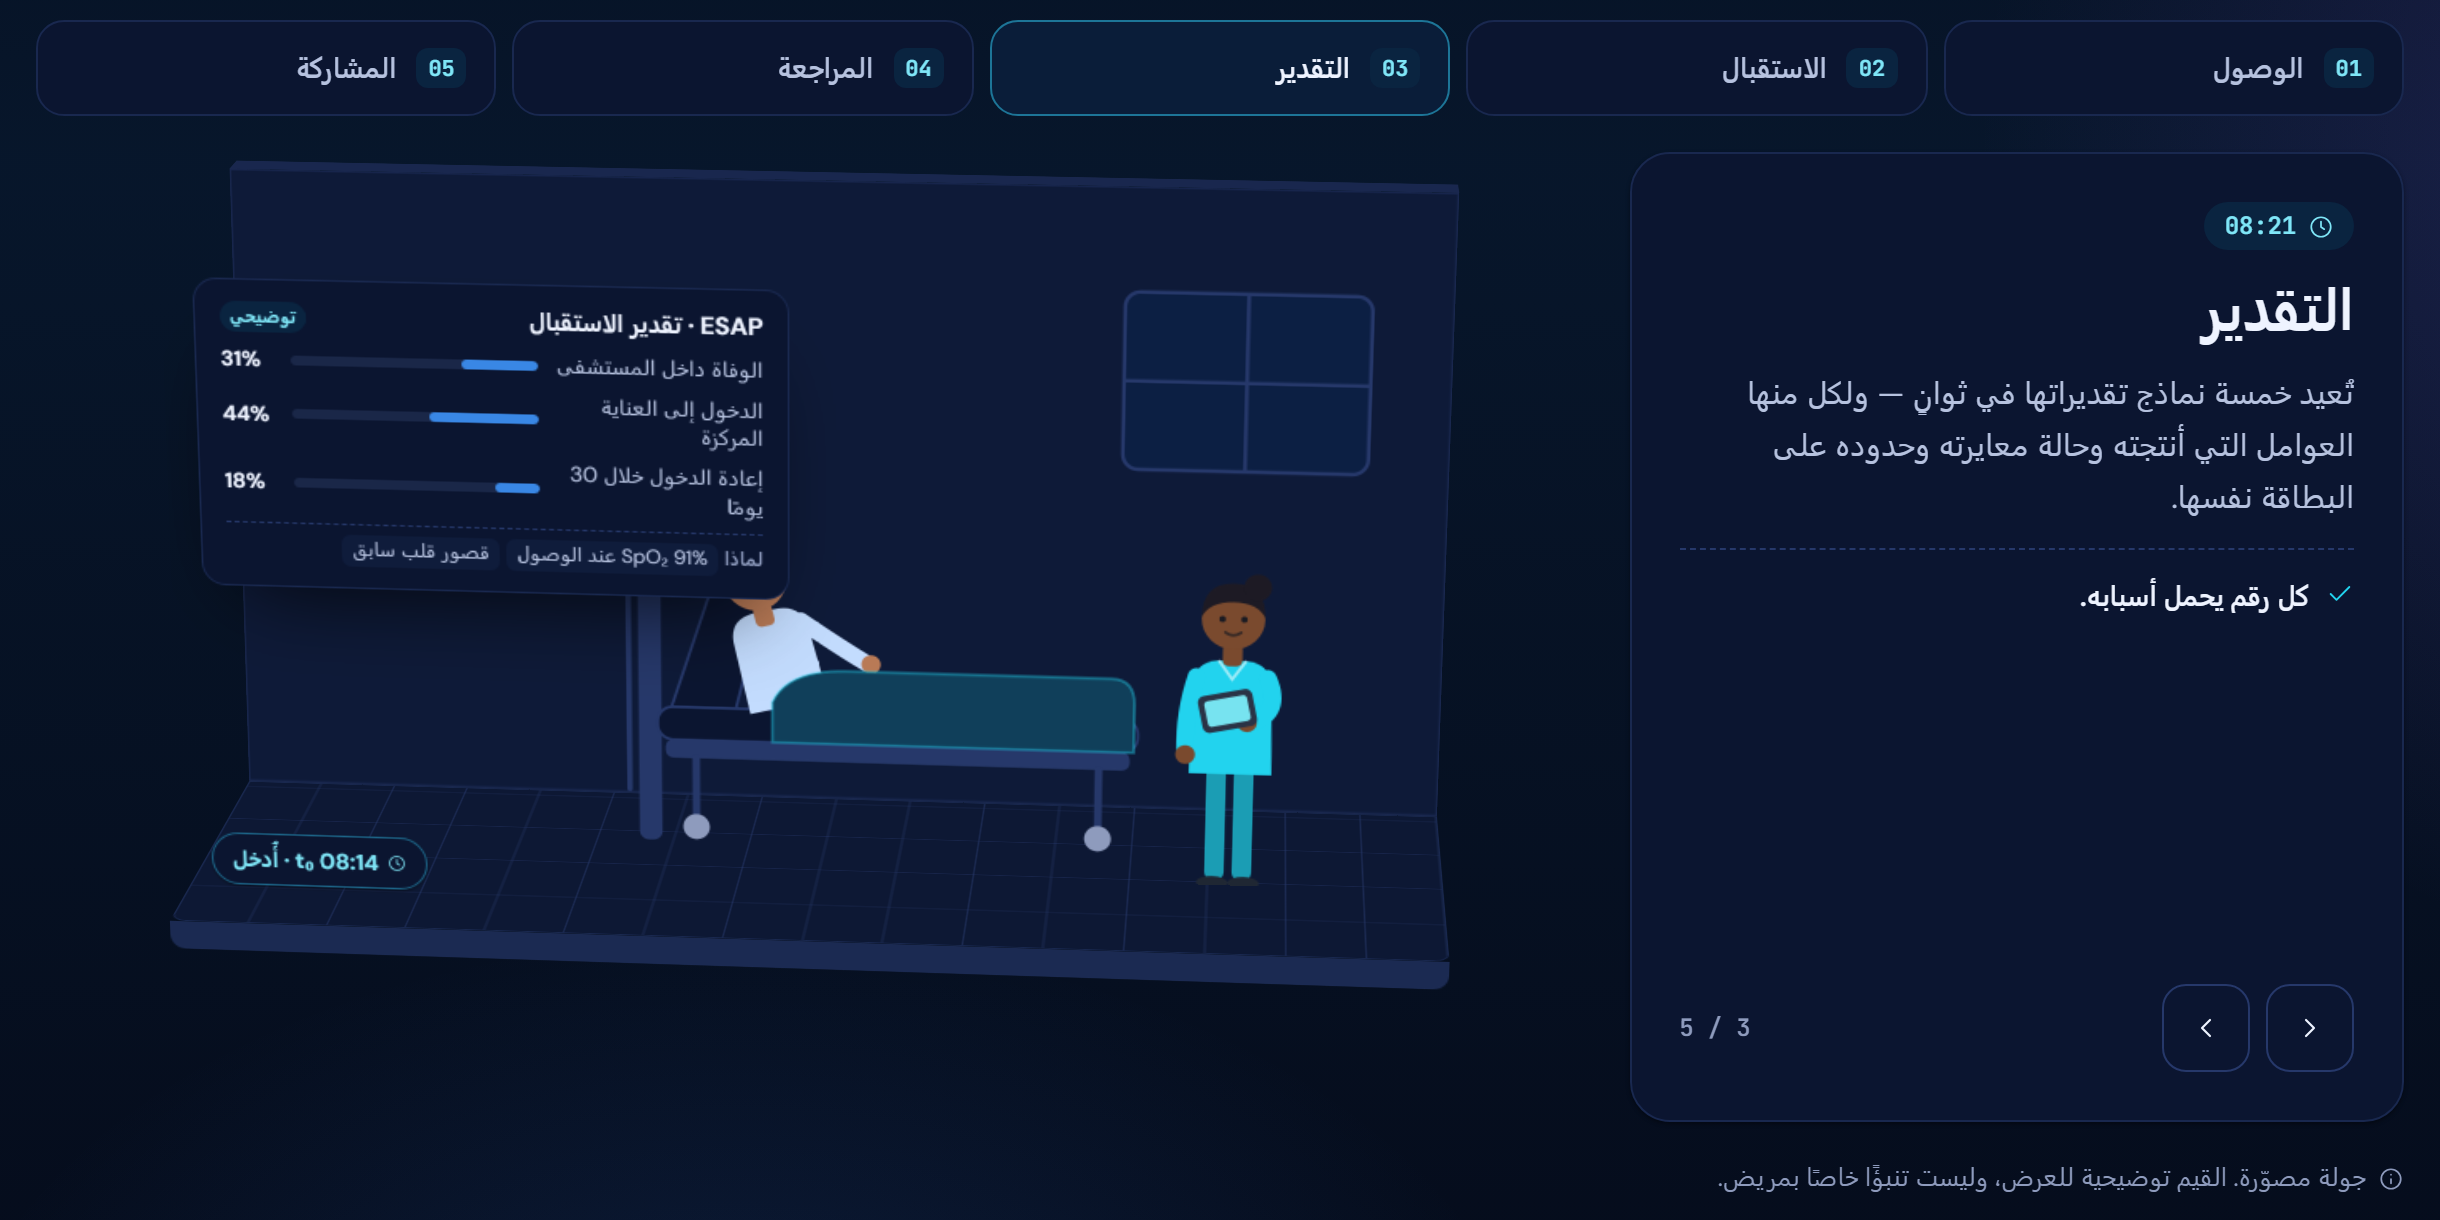 01 الوصول
02 الاستقبال
03 التقدير
04 المراجعة
05 المشاركة
08:21
التقدير
تُعيد خمسة نماذج تقديراتها في ثوانٍ — ولكل منها
العوامل التي أنتجته وحالة معايرته وحدوده على
البطاقة نفسها.
كل رقم يحمل أسبابه.
3 / 5
ESAP · تقدير الاستقبال
توضيحي
الوفاة داخل المستشفى 31%
الدخول إلى العناية
المركزة 44%
إعادة الدخول خلال 30
يومًا 18%
لماذا SpO₂ 91% عند الوصول قصور قلب سابق
t₀ 08:14 · أُدخل
جولة مصوّرة. القيم توضيحية للعرض، وليست تنبؤًا خاصًا بمريض.